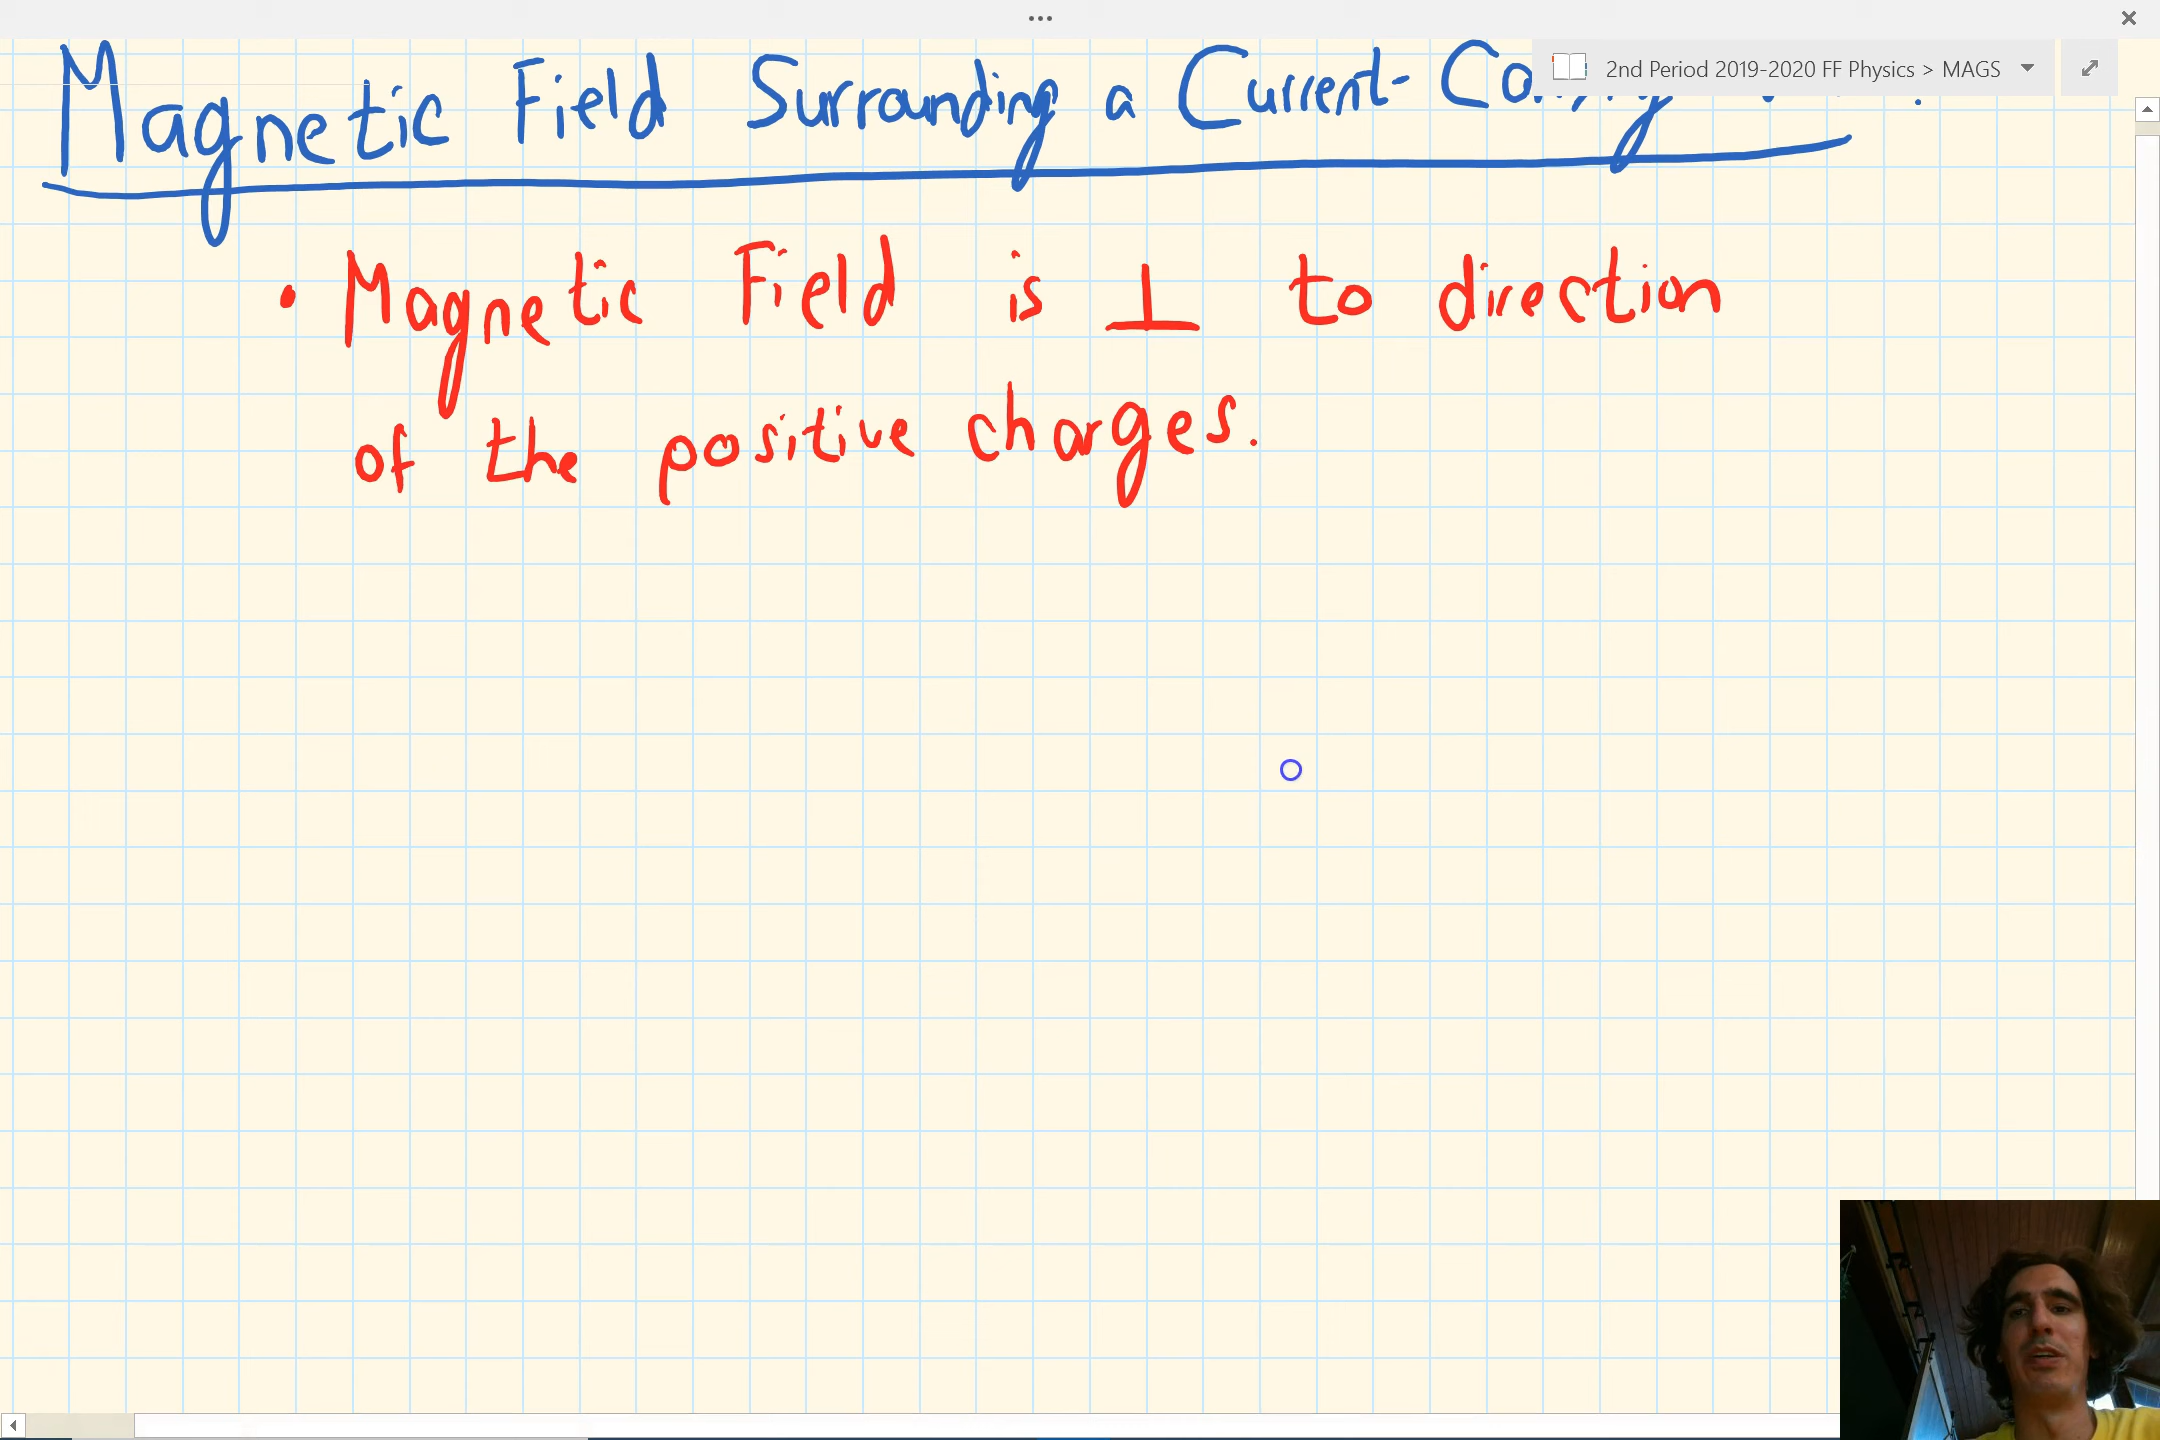 2nd Period 2019-2020 FF Physics > MAGS
Magnetic Field Surrounding a Current-
• Magnetic Field is ⊥ to direction
of the positive charges.